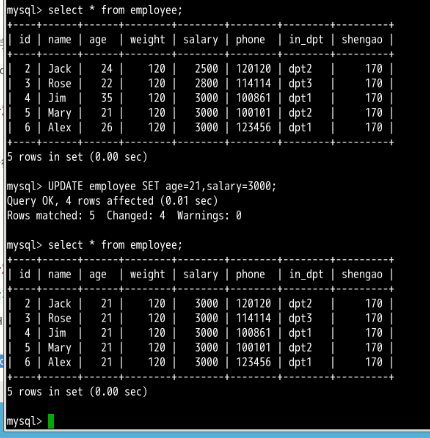 mysql> select * from employee;
+----+------+------+--------+--------+--------+--------+---------+
| id | name | age | weight | salary | phone | in_dpt | shengao |
+----+------+------+--------+--------+--------+--------+---------+
| 2 | Jack | 24 | 120 | 2500 | 120120 | dpt2 | 170 |
| 3 | Rose | 22 | 120 | 2800 | 114114 | dpt3 | 170 |
| 4 | Jim | 35 | 120 | 3000 | 100861 | dpt1 | 170 |
| 5 | Mary | 21 | 120 | 3000 | 100101 | dpt2 | 170 |
| 6 | Alex | 26 | 120 | 3000 | 123456 | dpt1 | 170 |
+----+------+------+--------+--------+--------+--------+---------+
5 rows in set (0.00 sec)
mysql> UPDATE employee SET age=21,salary=3000;
Query OK, 4 rows affected (0.01 sec)
Rows matched: 5 Changed: 4 Warnings: 0
mysql> select * from employee;
+----+------+------+--------+--------+--------+--------+---------+
| id | name | age | weight | salary | phone | in_dpt | shengao |
+----+------+------+--------+--------+--------+--------+---------+
| 2 | Jack | 21 | 120 | 3000 | 120120 | dpt2 | 170 |
| 3 | Rose | 21 | 120 | 3000 | 114114 | dpt3 | 170 |
| 4 | Jim | 21 | 120 | 3000 | 100861 | dpt1 | 170 |
| 5 | Mary | 21 | 120 | 3000 | 100101 | dpt2 | 170 |
| 6 | Alex | 21 | 120 | 3000 | 123456 | dpt1 | 170 |
+----+------+------+--------+--------+--------+--------+---------+
5 rows in set (0.00 sec)
mysql>